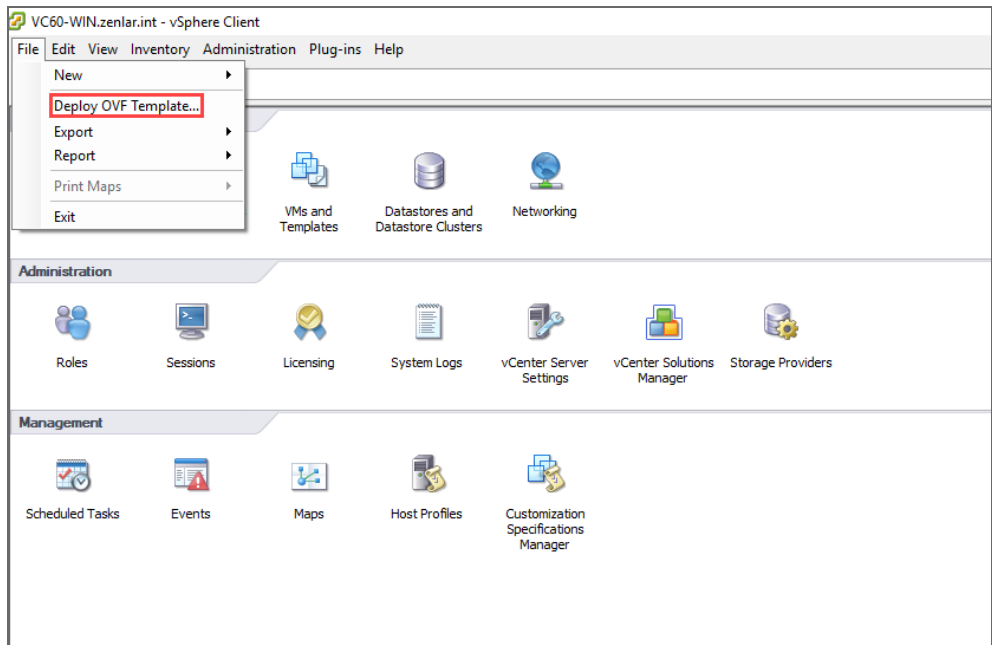 VC60-WIN.zenlar.int - vSphere Client
File Edit View Inventory Administration Plug-ins Help
New
Deploy OVF Template...
Export
Report
Print Maps
Exit
VMs and
Templates
Datastores and
Datastore Clusters
Networking
Administration
Roles
Sessions
Licensing
System Logs
vCenter Server
Settings
vCenter Solutions
Manager
Storage Providers
Management
Scheduled Tasks
Events
Maps
Host Profiles
Customization
Specifications
Manager